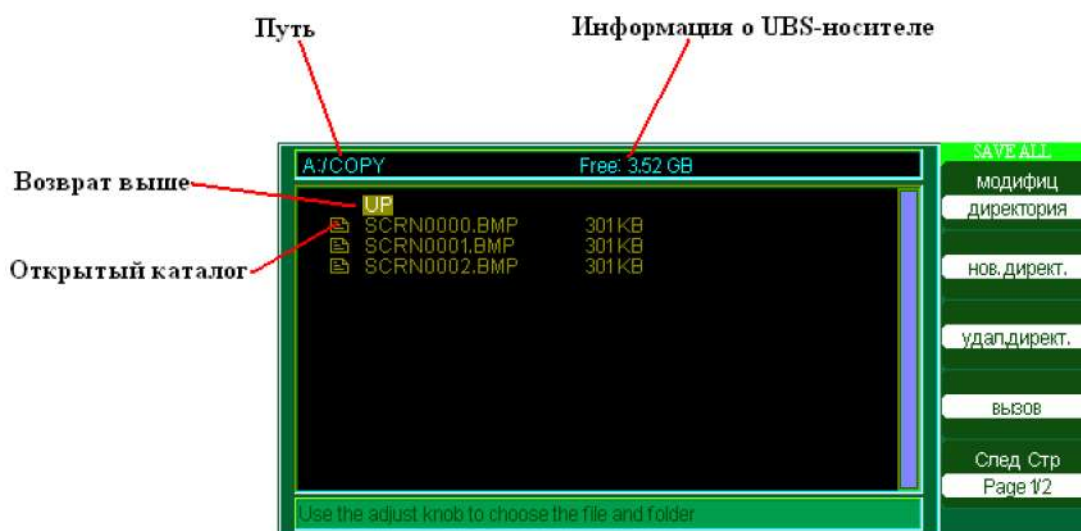 Путь
Информация о UBS-носителе
Возврат выше
Открытый каталог
A:/COPY Free: 3.52 GB
UP
SCRN0000.BMP 301KB
SCRN0001.BMP 301KB
SCRN0002.BMP 301KB
Use the adjust knob to choose the file and folder
SAVE ALL
модифиц
директория
нов.директ.
удал.директ.
вызов
След Стр
Page 1/2